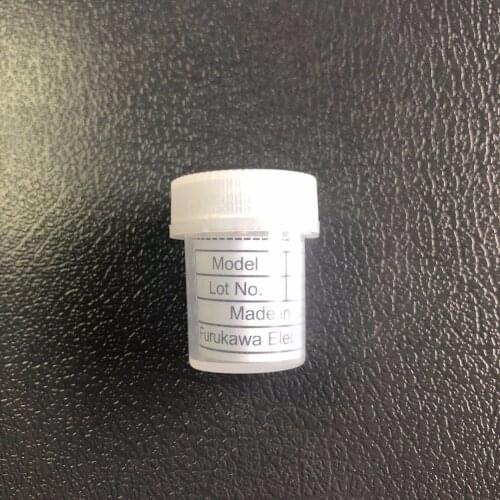 Model
Lot No.
Made in
Furukawa Elec